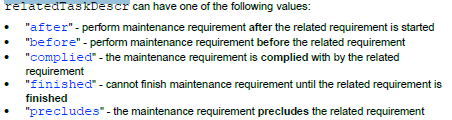 relatedTaskDescr can have one of the following values:
• "after" - perform maintenance requirement after the related requirement is started
• "before" - perform maintenance requirement before the related requirement
• "complied" - the maintenance requirement is complied with by the related
requirement
• "finished" - cannot finish maintenance requirement until the related requirement is
finished
• "precludes" - the maintenance requirement precludes the related requirement